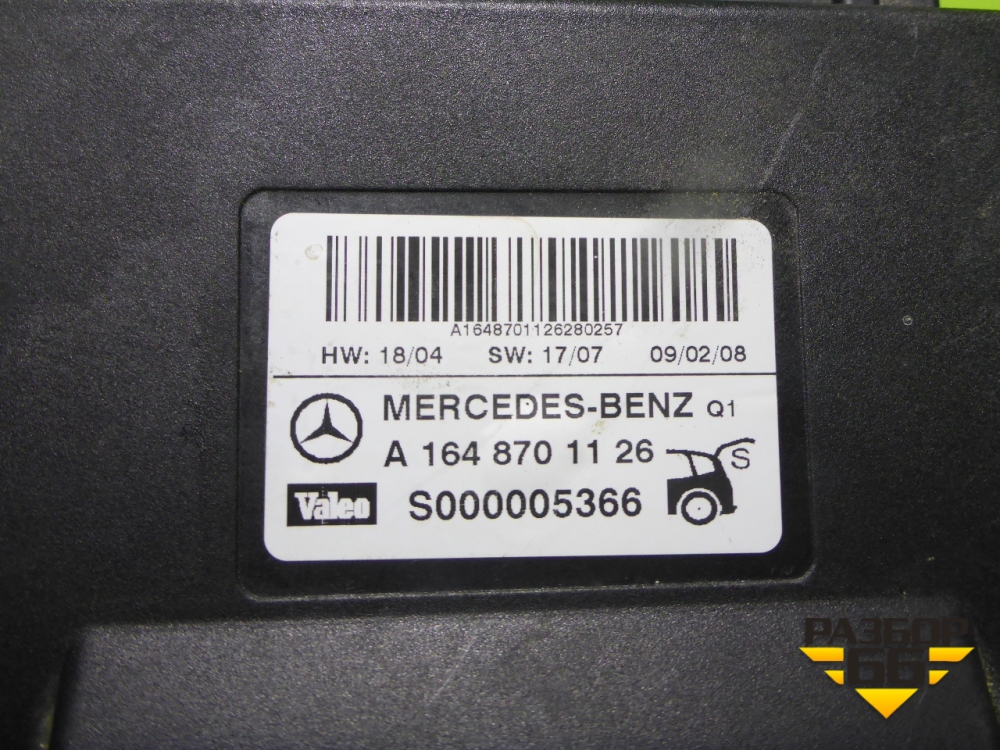 A1648701126280257
HW: 18/04 SW: 17/07 09/02/08
MERCEDES-BENZ Q1
A 164 870 11 26
S
Valeo S000005366
РАЗБОР
66